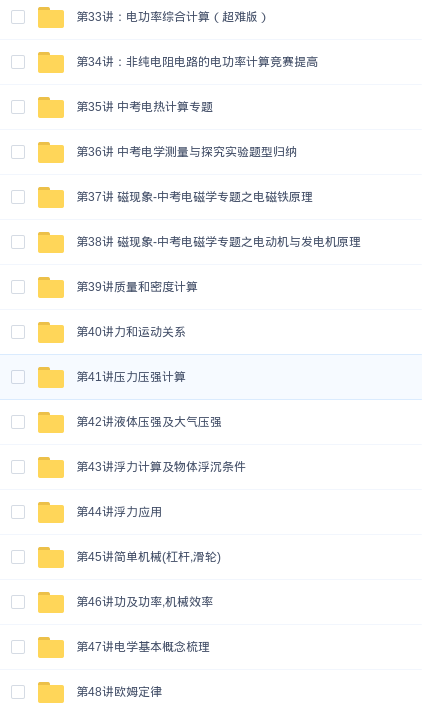 第33讲：电功率综合计算（超难版）
第34讲：非纯电阻电路的电功率计算竞赛提高
第35讲 中考电热计算专题
第36讲 中考电学测量与探究实验题型归纳
第37讲 磁现象-中考电磁学专题之电磁铁原理
第38讲 磁现象-中考电磁学专题之电动机与发电机原理
第39讲质量和密度计算
第40讲力和运动关系
第41讲压力压强计算
第42讲液体压强及大气压强
第43讲浮力计算及物体浮沉条件
第44讲浮力应用
第45讲简单机械(杠杆,滑轮)
第46讲功及功率,机械效率
第47讲电学基本概念梳理
第48讲欧姆定律